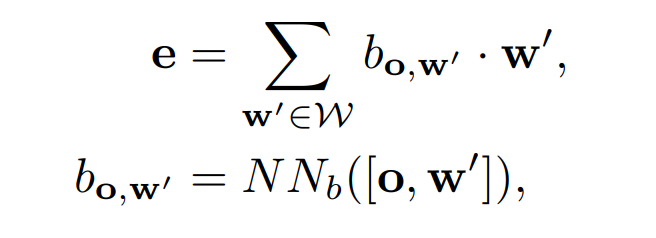 e = ∑_{w′∈𝒲} b_{o,w′} · w′,
b_{o,w′} = NN_b([o, w′]),